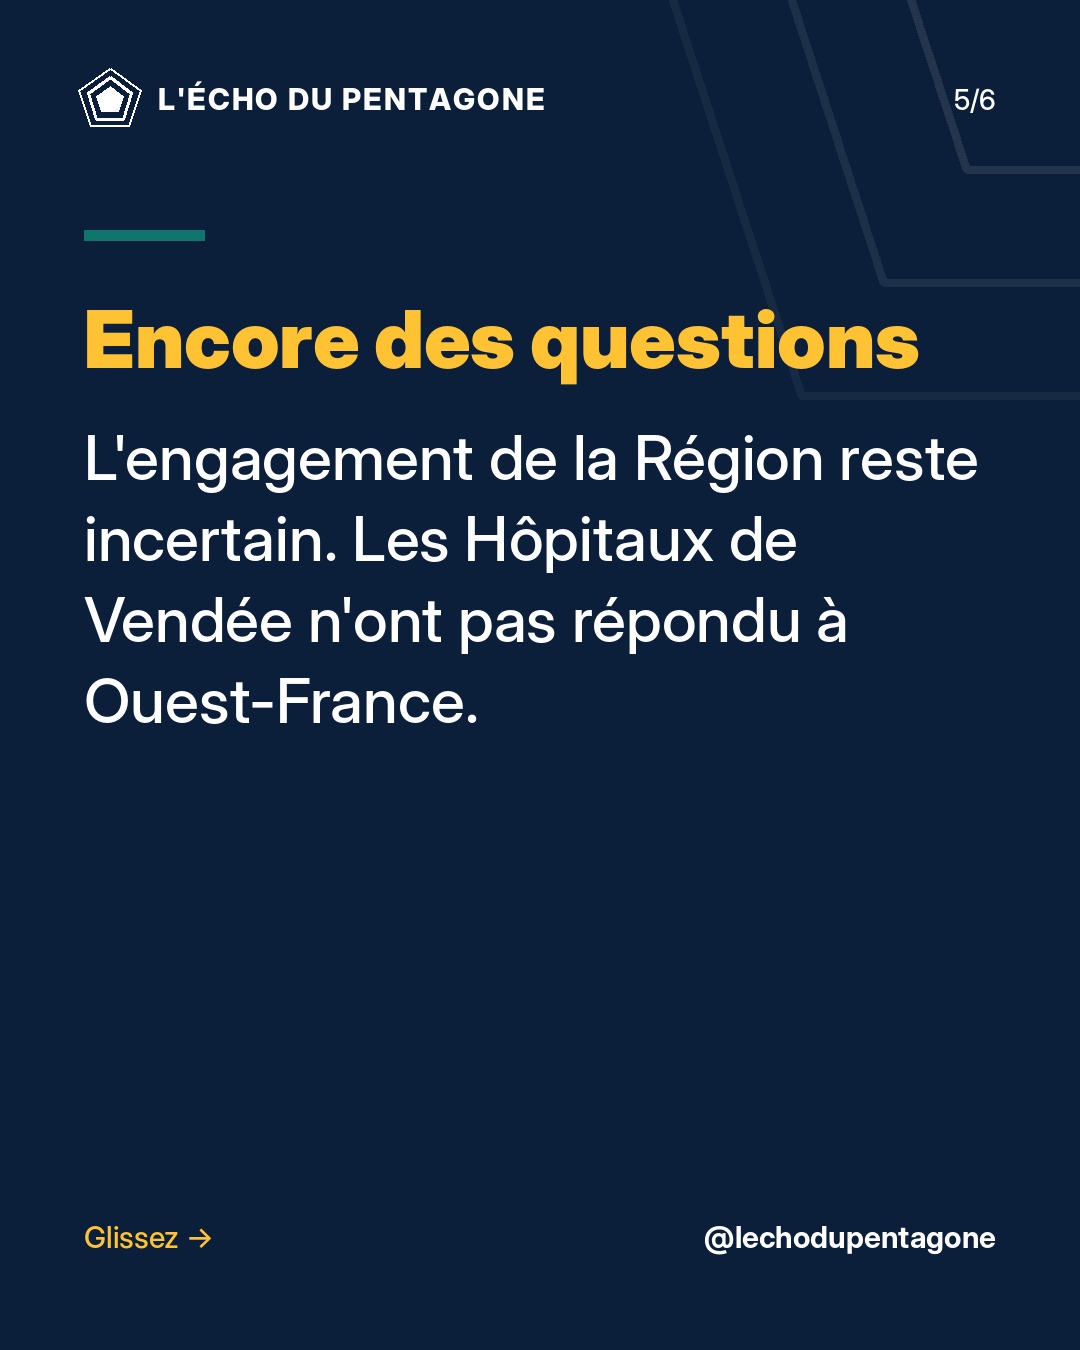 L'ÉCHO DU PENTAGONE
5/6
Encore des questions
L'engagement de la Région reste
incertain. Les Hôpitaux de
Vendée n'ont pas répondu à
Ouest-France.
Glissez →
@lechodupentagone